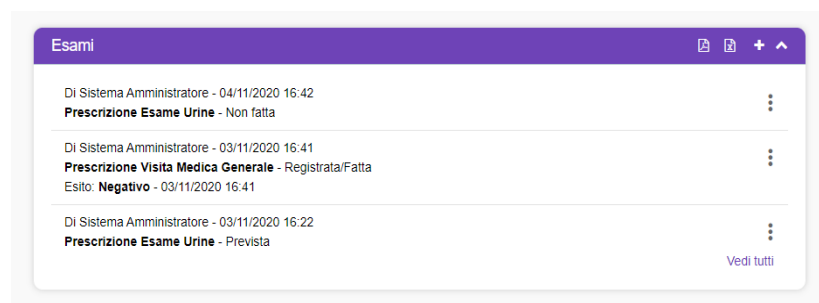 Esami
Di Sistema Amministratore - 04/11/2020 16:42
Prescrizione Esame Urine - Non fatta
Di Sistema Amministratore - 03/11/2020 16:41
Prescrizione Visita Medica Generale - Registrata/Fatta
Esito: Negativo - 03/11/2020 16:41
Di Sistema Amministratore - 03/11/2020 16:22
Prescrizione Esame Urine - Prevista
Vedi tutti